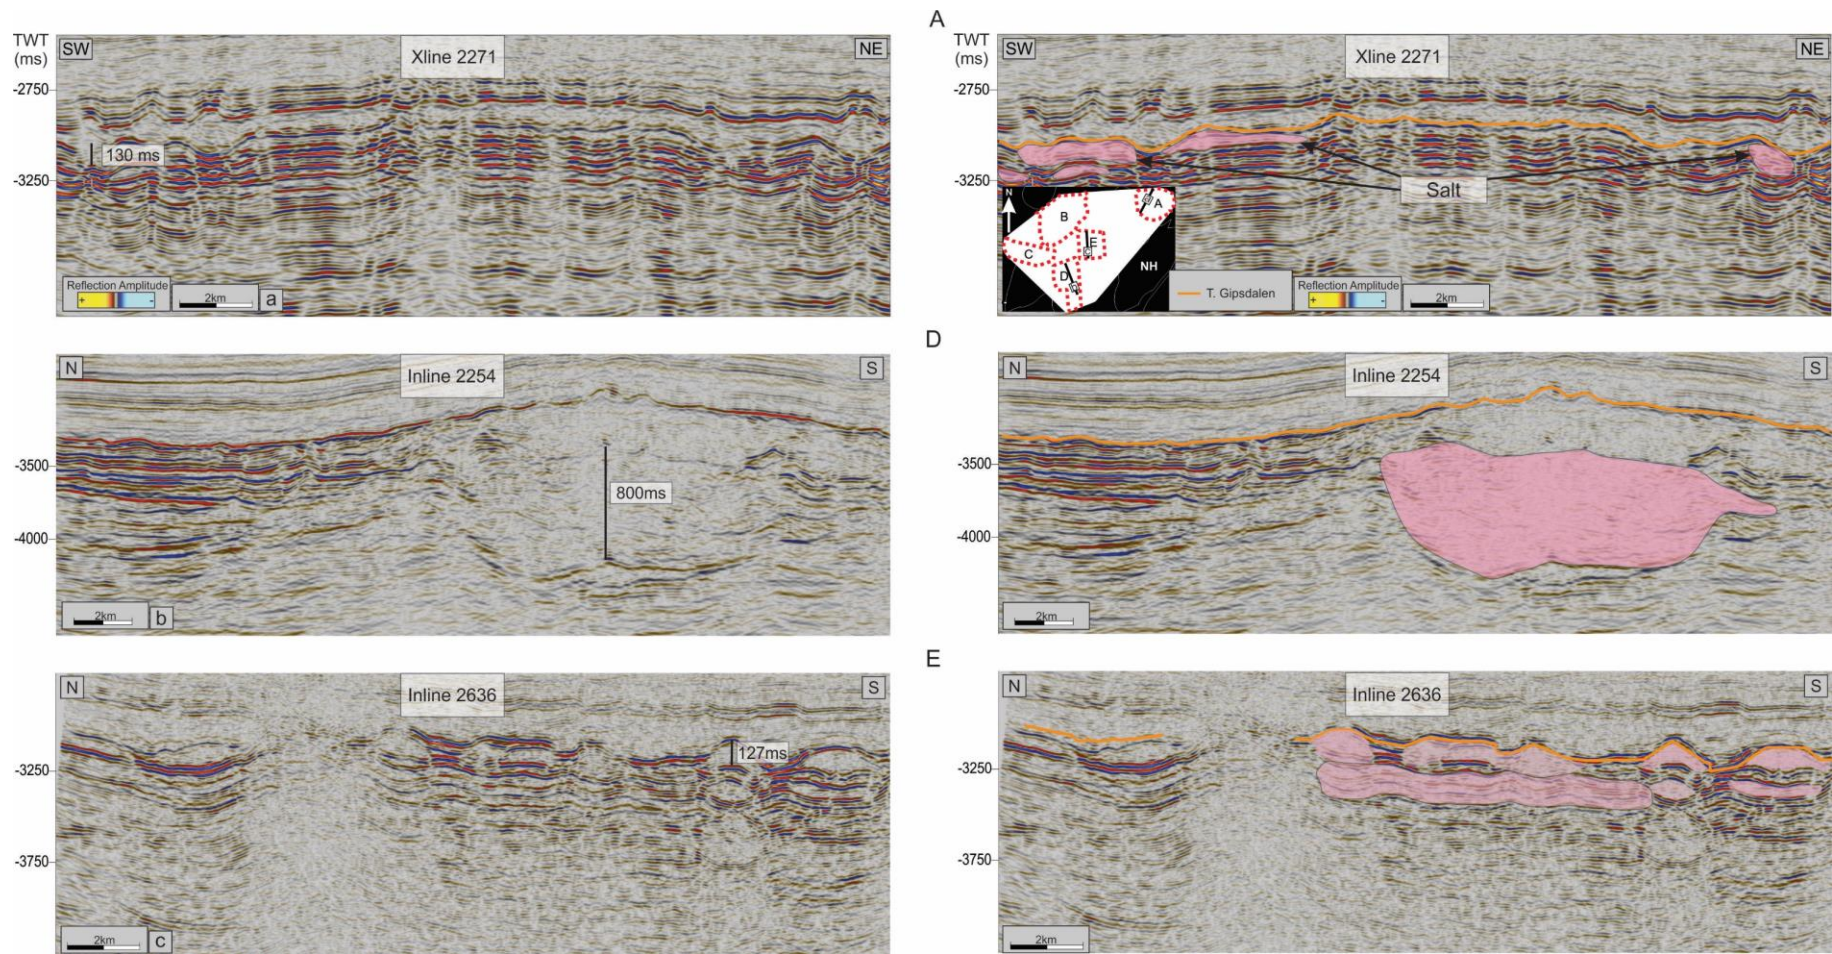 A
TWT
(ms)
SW
Xline 2271
NE
-2750
130 ms
-3250
Reflection Amplitude
+ -
2km
a
TWT
(ms)
SW
Xline 2271
NE
-2750
-3250
Salt
N
A
B
C
D
E
NH
T. Gipsdalen
Reflection Amplitude
+ -
2km
D
N
Inline 2254
S
-3500
800ms
-4000
2km
b
N
Inline 2254
S
-3500
-4000
2km
E
N
Inline 2636
S
127ms
-3250
-3750
2km
c
N
Inline 2636
S
-3250
-3750
2km